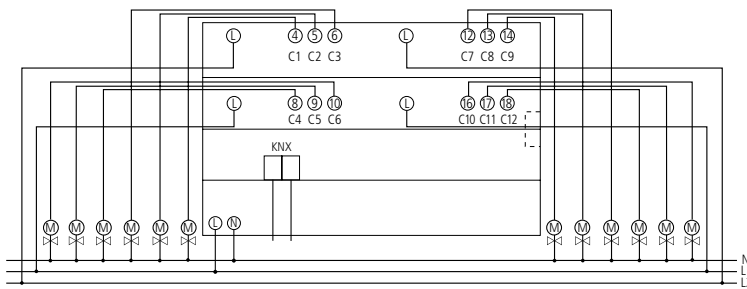 L 4 5 6 L 12 13 14
C1 C2 C3 C7 C8 C9
L 8 9 10 L 16 17 18
C4 C5 C6 C10 C11 C12
KNX
L N
M M M M M M M M M M M M
N
L
L